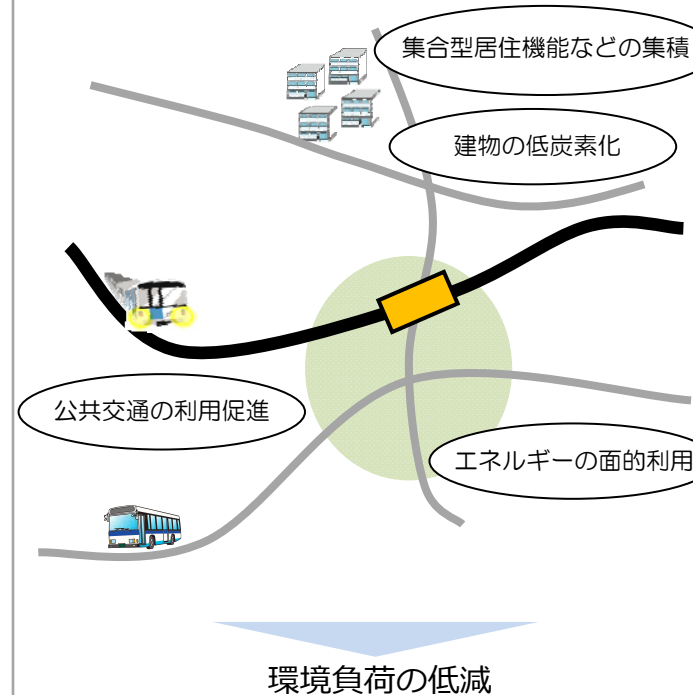 集合型居住機能などの集積
建物の低炭素化
公共交通の利用促進
エネルギーの面的利用
環境負荷の低減